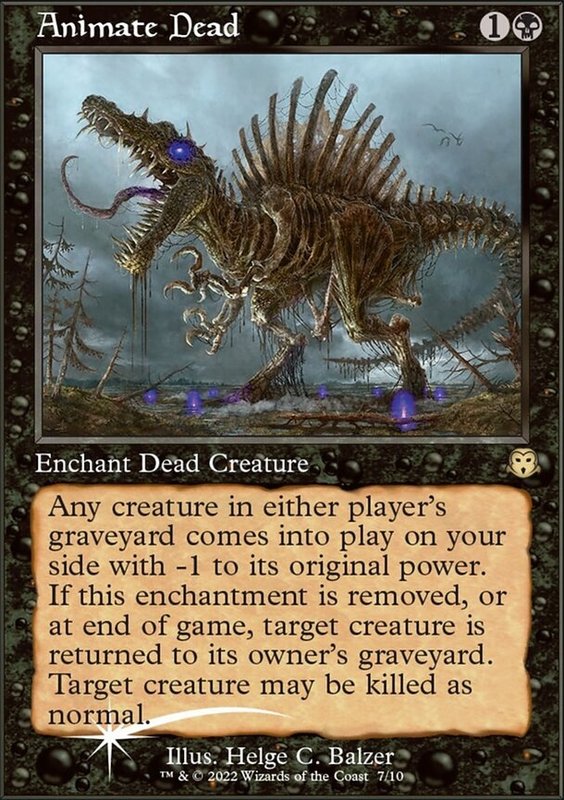 Animate Dead 1
Enchant Dead Creature
Any creature in either player's
graveyard comes into play on your
side with -1 to its original power.
If this enchantment is removed, or
at end of game, target creature is
returned to its owner's graveyard.
Target creature may be killed as
normal.
Illus. Helge C. Balzer
™ & © 2022 Wizards of the Coast 7/10